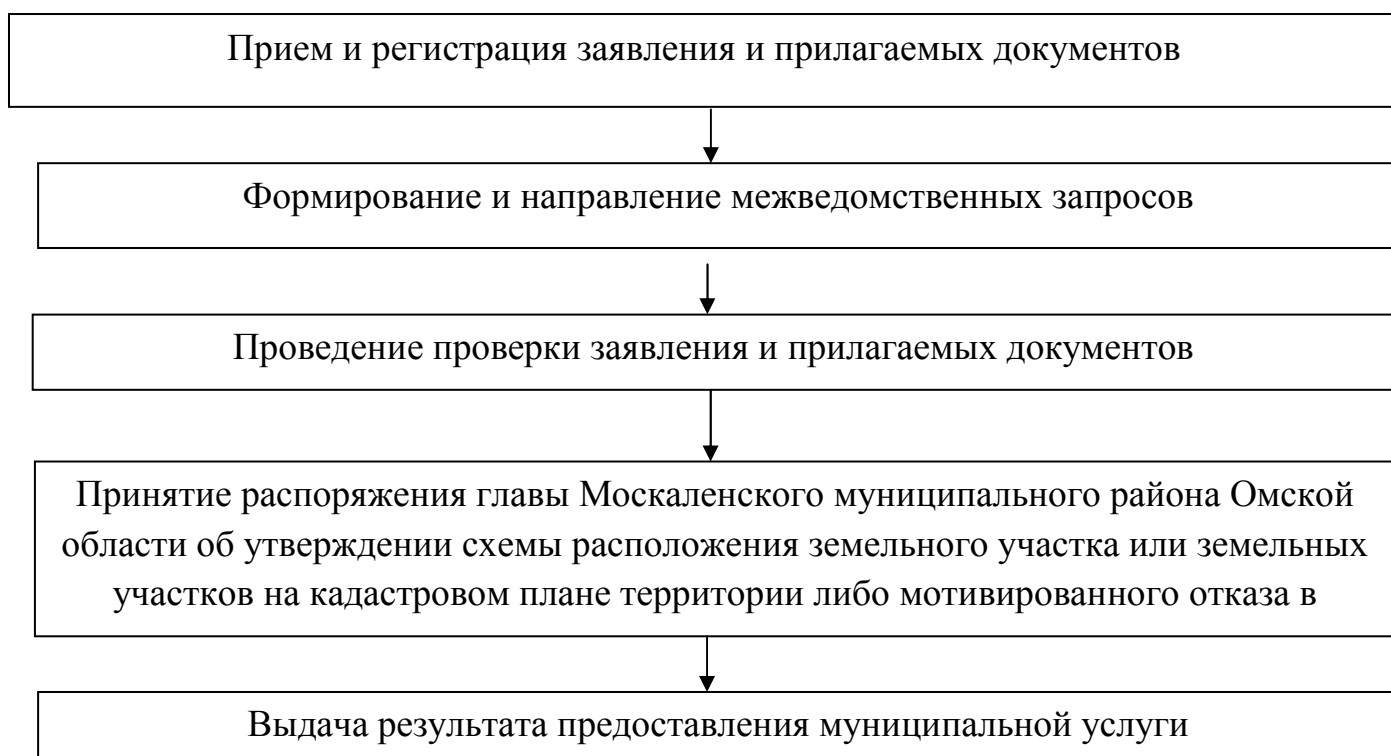 Прием и регистрация заявления и прилагаемых документов
Формирование и направление межведомственных запросов
Проведение проверки заявления и прилагаемых документов
Принятие распоряжения главы Москаленского муниципального района Омской
области об утверждении схемы расположения земельного участка или земельных
участков на кадастровом плане территории либо мотивированного отказа в
Выдача результата предоставления муниципальной услуги